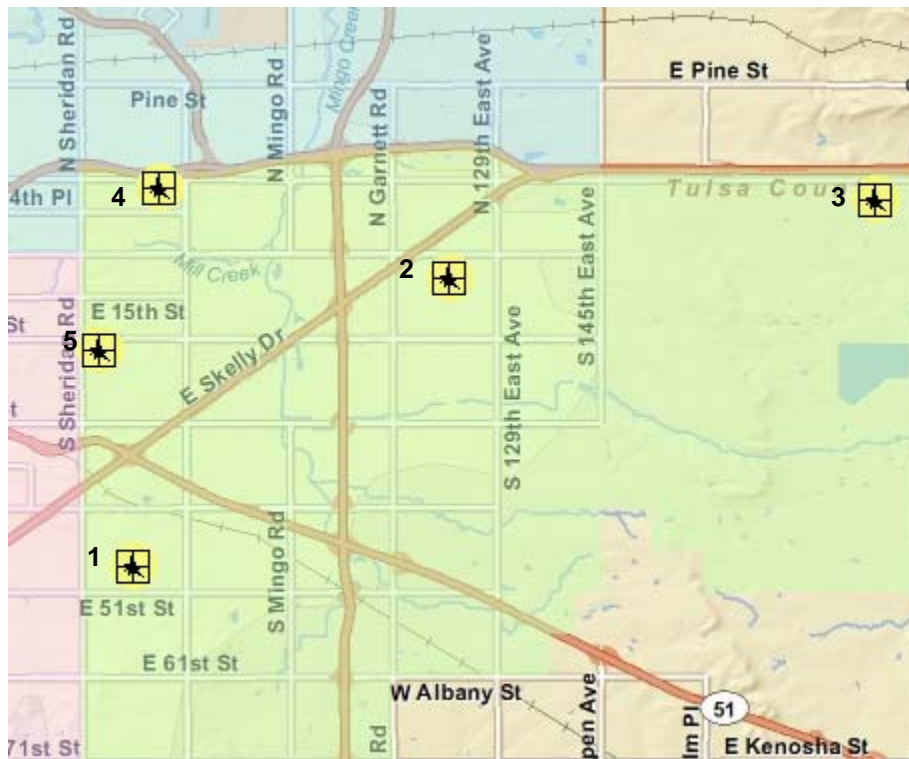 N Sheridan Rd
Pine St
N Mingo Rd
Mingo Creek
N Garnett Rd
N 129th East Ave
E Pine St
4th Pl
4
Tulsa Coun
3
Mill Creek
2
S 145th East Ave
E 15th St
St
S Sheridan Rd
5
E Skelly Dr
S 129th East Ave
t
1
S Mingo Rd
E 51st St
E 61st St
W Albany St
pen Ave
lm Pl
51
71st St
Rd
E Kenosha St